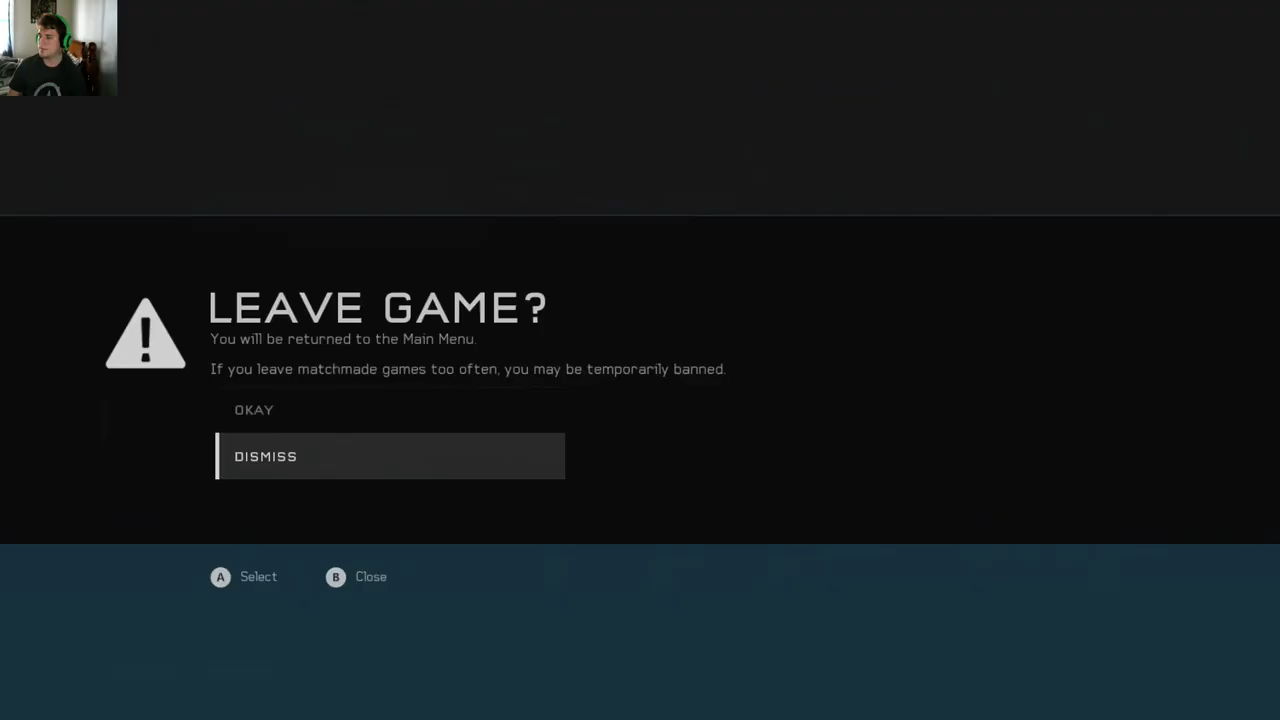 LEAVE GAME?
You will be returned to the Main Menu.
If you leave matchmade games too often, you may be temporarily banned.
OKAY
DISMISS
A Select B Close